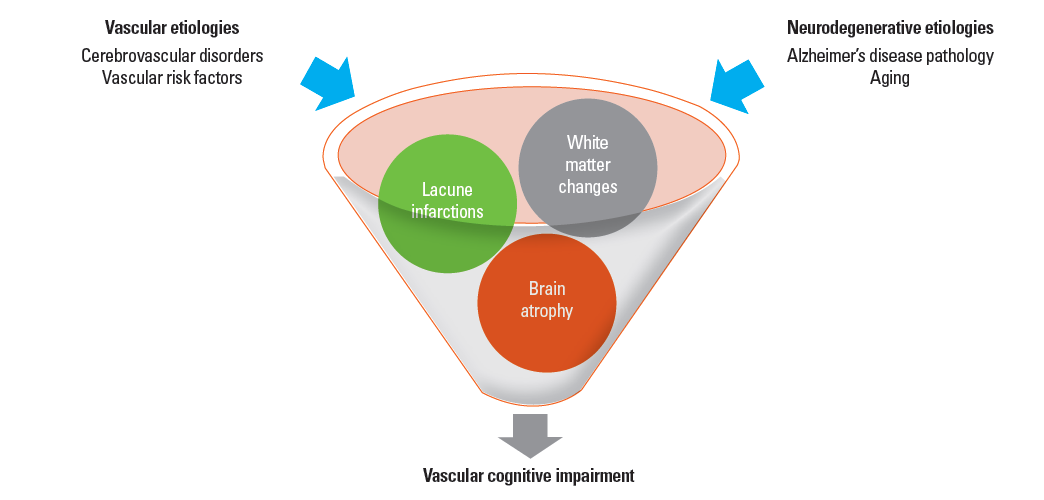 Vascular etiologies
Cerebrovascular disorders
Vascular risk factors
Neurodegenerative etiologies
Alzheimer's disease pathology
Aging
White
matter
changes
Lacune
infarctions
Brain
atrophy
Vascular cognitive impairment